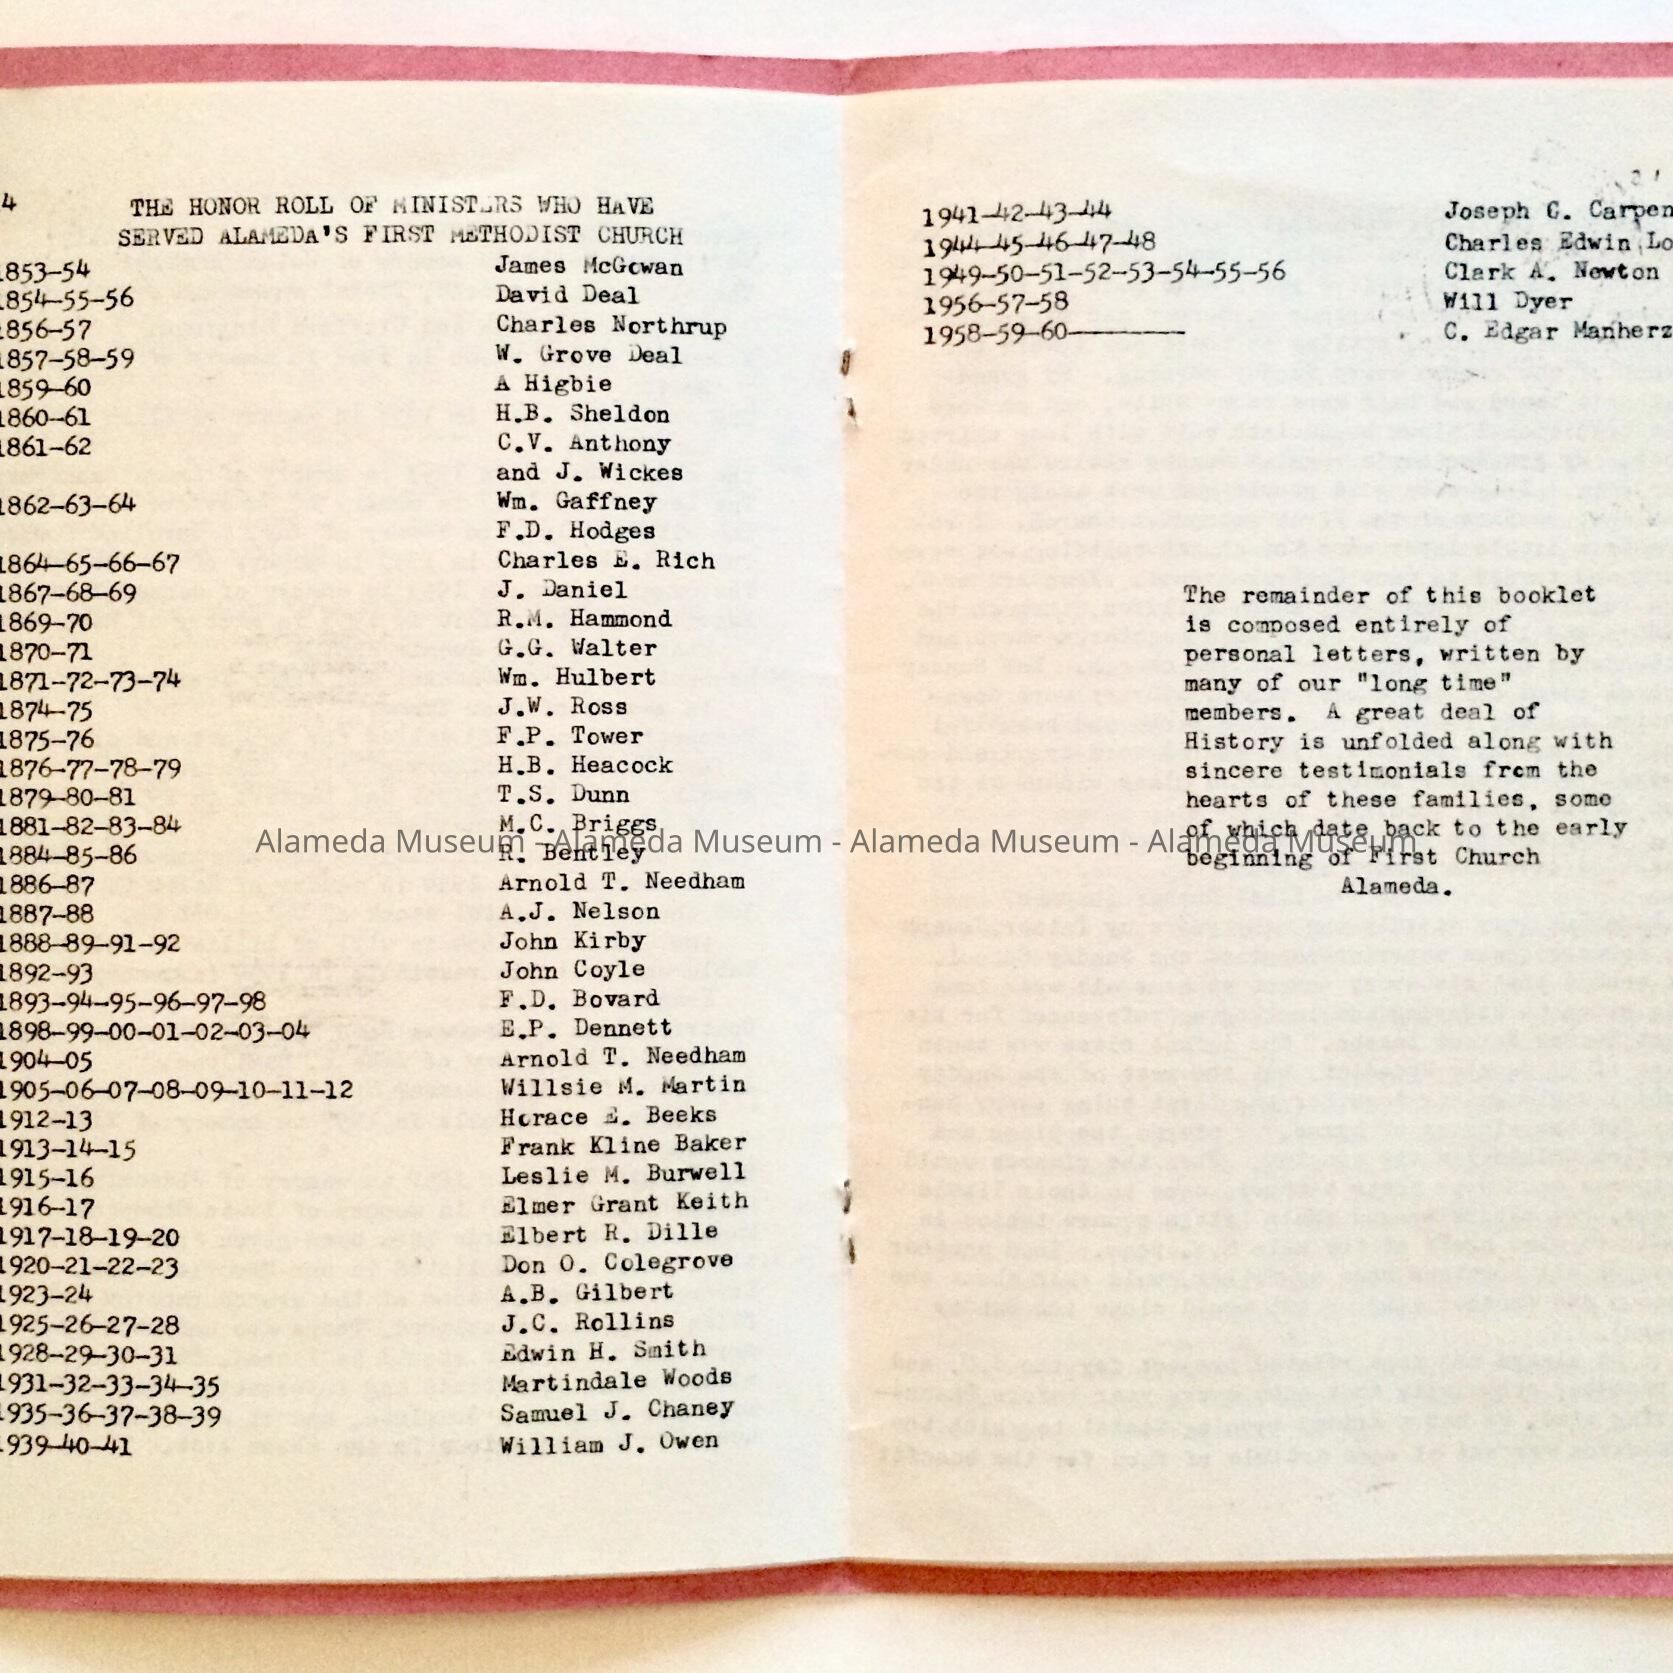 4
THE HONOR ROLL OF MINISTERS WHO HAVE
SERVED ALAMEDA'S FIRST METHODIST CHURCH
1853-54 James McGowan
1854-55-56 David Deal
1856-57 Charles Northrup
1857-58-59 W. Grove Deal
1859-60 A Higbie
1860-61 H.B. Sheldon
1861-62 C.V. Anthony
and J. Wickes
1862-63-64 Wm. Gaffney
F.D. Hodges
1864-65-66-67 Charles E. Rich
1867-68-69 J. Daniel
1869-70 R.M. Hammond
1870-71 G.G. Walter
1871-72-73-74 Wm. Hulbert
1874-75 J.W. Ross
1875-76 F.P. Tower
1876-77-78-79 H.B. Heacock
1879-80-81 T.S. Dunn
1881-82-83-84 M.C. Briggs
1884-85-86 R. Bentley
1886-87 Arnold T. Needham
1887-88 A.J. Nelson
1888-89-91-92 John Kirby
1892-93 John Coyle
1893-94-95-96-97-98 F.D. Bovard
1898-99-00-01-02-03-04 E.P. Dennett
1904-05 Arnold T. Needham
1905-06-07-08-09-10-11-12 Willsie M. Martin
1912-13 Horace E. Beeks
1913-14-15 Frank Kline Baker
1915-16 Leslie M. Burwell
1916-17 Elmer Grant Keith
1917-18-19-20 Elbert R. Dille
1920-21-22-23 Don O. Colegrove
1923-24 A.B. Gilbert
1925-26-27-28 J.C. Rollins
1928-29-30-31 Edwin H. Smith
1931-32-33-34-35 Martindale Woods
1935-36-37-38-39 Samuel J. Chaney
1939-40-41 William J. Owen
1941-42-43-44 Joseph C. Carpen
1944-45-46-47-48 Charles Edwin Lo
1949-50-51-52-53-54-55-56 Clark A. Newton
1956-57-58 Will Dyer
1958-59-60-------- C. Edgar Manherz
The remainder of this booklet
is composed entirely of
personal letters, written by
many of our "long time"
members. A great deal of
History is unfolded along with
sincere testimonials from the
hearts of these families, some
of which date back to the early
beginning of First Church
Alameda.
Alameda Museum - Alameda Museum - Alameda Museum - Alameda Museum